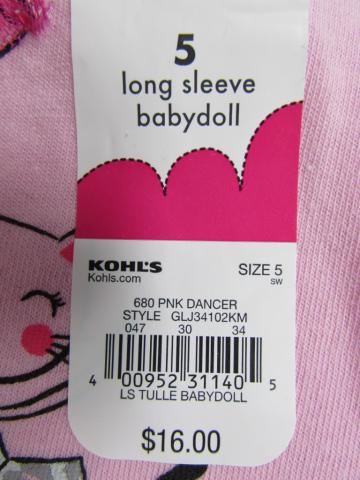 5
long sleeve
babydoll
KOHL'S
Kohls.com
SIZE 5
SW
680 PNK DANCER
STYLE GLJ34102KM
047 30 34
4 00952 31140 5
LS TULLE BABYDOLL
$16.00